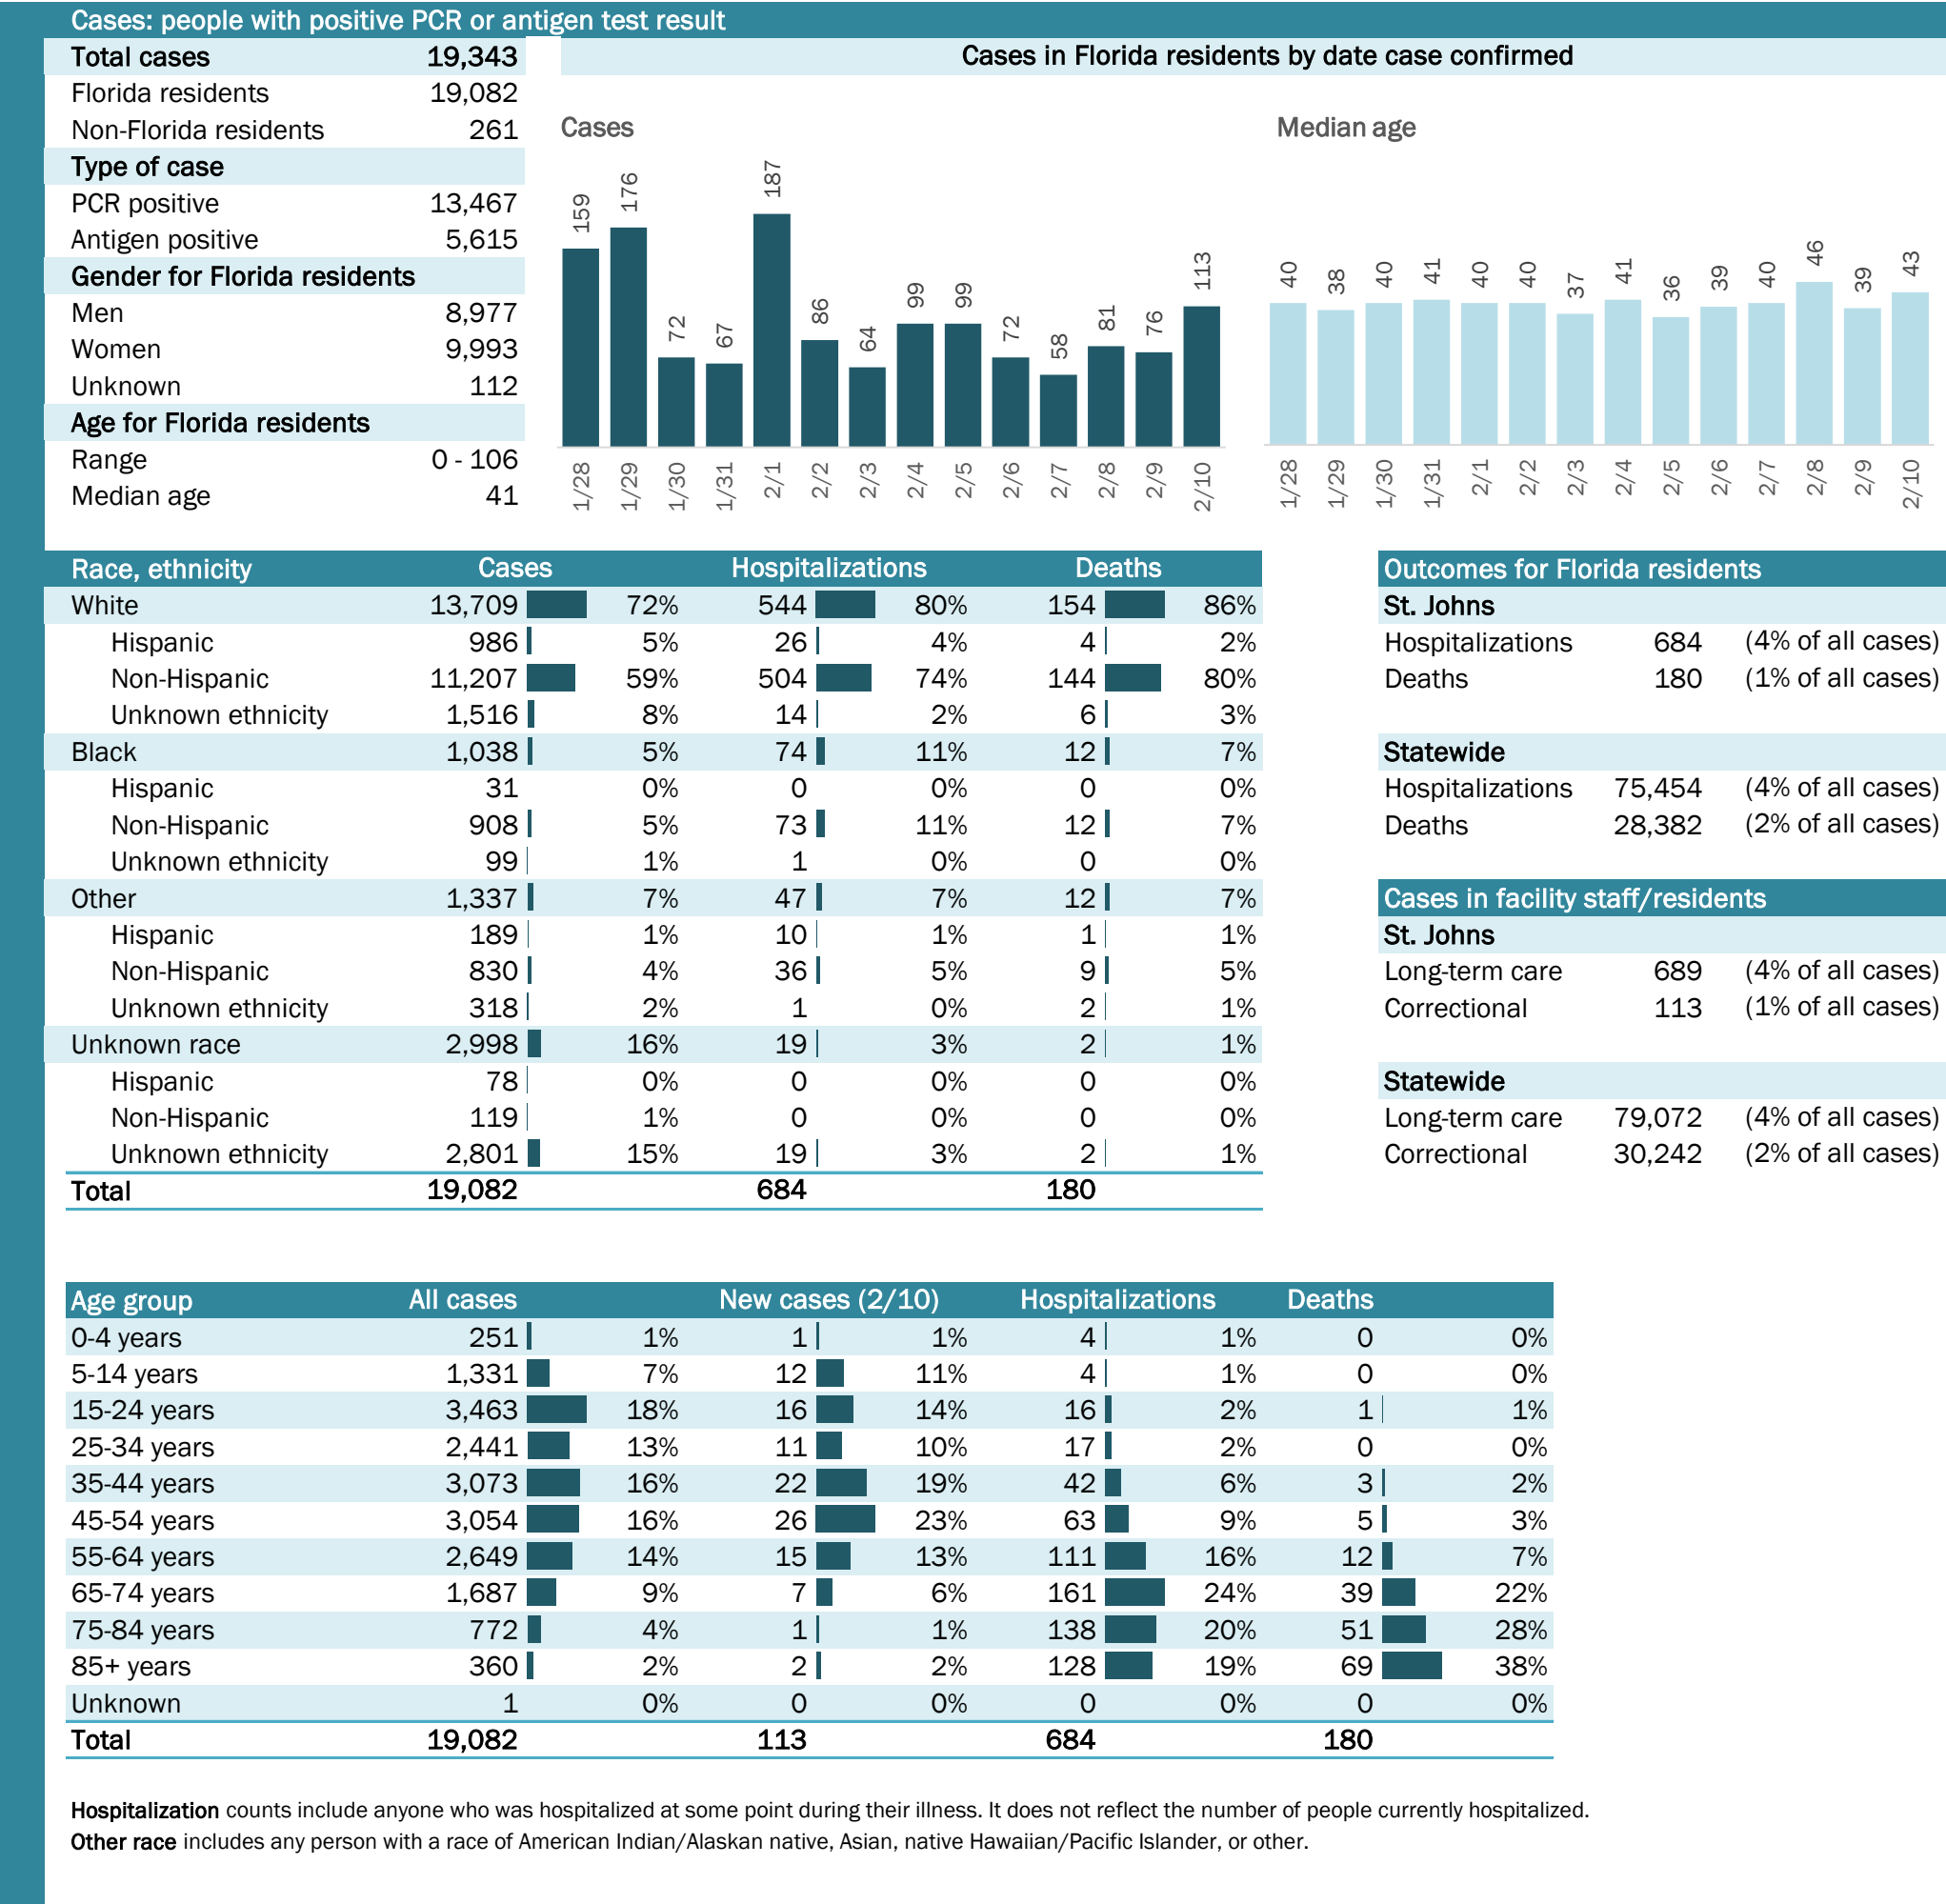 Cases: people with positive PCR or antigen test result
Total cases 19,343
Florida residents 19,082
Non-Florida residents 261
Type of case
PCR positive 13,467
Antigen positive 5,615
Gender for Florida residents
Men 8,977
Women 9,993
Unknown 112
Age for Florida residents
Range 0 - 106
Median age 41
Cases in Florida residents by date case confirmed
Cases
159 176 72 67 187 86 64 99 99 72 58 81 76 113
1/28 1/29 1/30 1/31 2/1 2/2 2/3 2/4 2/5 2/6 2/7 2/8 2/9 2/10
Median age
40 38 40 41 40 40 37 41 36 39 40 46 39 43
1/28 1/29 1/30 1/31 2/1 2/2 2/3 2/4 2/5 2/6 2/7 2/8 2/9 2/10
Race, ethnicity Cases Hospitalizations Deaths
White 13,709 72% 544 80% 154 86%
Hispanic 986 5% 26 4% 4 2%
Non-Hispanic 11,207 59% 504 74% 144 80%
Unknown ethnicity 1,516 8% 14 2% 6 3%
Black 1,038 5% 74 11% 12 7%
Hispanic 31 0% 0 0% 0 0%
Non-Hispanic 908 5% 73 11% 12 7%
Unknown ethnicity 99 1% 1 0% 0 0%
Other 1,337 7% 47 7% 12 7%
Hispanic 189 1% 10 1% 1 1%
Non-Hispanic 830 4% 36 5% 9 5%
Unknown ethnicity 318 2% 1 0% 2 1%
Unknown race 2,998 16% 19 3% 2 1%
Hispanic 78 0% 0 0% 0 0%
Non-Hispanic 119 1% 0 0% 0 0%
Unknown ethnicity 2,801 15% 19 3% 2 1%
Total 19,082 684 180
Outcomes for Florida residents
St. Johns
Hospitalizations 684 (4% of all cases)
Deaths 180 (1% of all cases)
Statewide
Hospitalizations 75,454 (4% of all cases)
Deaths 28,382 (2% of all cases)
Cases in facility staff/residents
St. Johns
Long-term care 689 (4% of all cases)
Correctional 113 (1% of all cases)
Statewide
Long-term care 79,072 (4% of all cases)
Correctional 30,242 (2% of all cases)
Age group All cases New cases (2/10) Hospitalizations Deaths
0-4 years 251 1% 1 1% 4 1% 0 0%
5-14 years 1,331 7% 12 11% 4 1% 0 0%
15-24 years 3,463 18% 16 14% 16 2% 1 1%
25-34 years 2,441 13% 11 10% 17 2% 0 0%
35-44 years 3,073 16% 22 19% 42 6% 3 2%
45-54 years 3,054 16% 26 23% 63 9% 5 3%
55-64 years 2,649 14% 15 13% 111 16% 12 7%
65-74 years 1,687 9% 7 6% 161 24% 39 22%
75-84 years 772 4% 1 1% 138 20% 51 28%
85+ years 360 2% 2 2% 128 19% 69 38%
Unknown 1 0% 0 0% 0 0% 0 0%
Total 19,082 113 684 180
Hospitalization counts include anyone who was hospitalized at some point during their illness. It does not reflect the number of people currently hospitalized.
Other race includes any person with a race of American Indian/Alaskan native, Asian, native Hawaiian/Pacific Islander, or other.